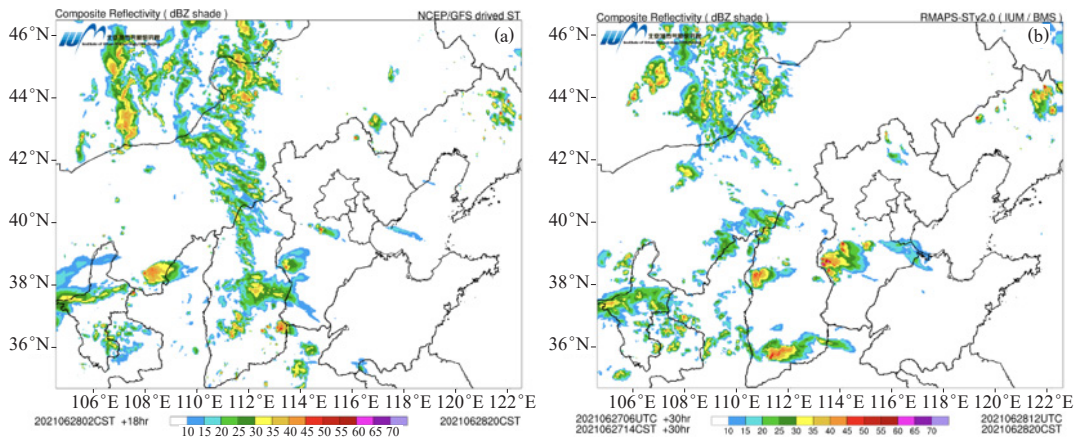 Composite Reflectivity ( dBZ shade )
NCEP/GFS drived ST
(a)
46°N
44°N
42°N
40°N
38°N
36°N
106°E
108°E
110°E
112°E
114°E
116°E
118°E
120°E
122°E
2021062802CST +18hr
10 15 20 25 30 35 40 45 50 55 60 65 70
2021062820CST
Composite Reflectivity ( dBZ shade )
RMAPS-STv2.0 ( IUM / BMS )
(b)
46°N
44°N
42°N
40°N
38°N
36°N
106°E
108°E
110°E
112°E
114°E
116°E
118°E
120°E
122°E
2021062706UTC +30hr
2021062714CST +30hr
10 15 20 25 30 35 40 45 50 55 60 65 70
2021062812UTC
2021062820CST